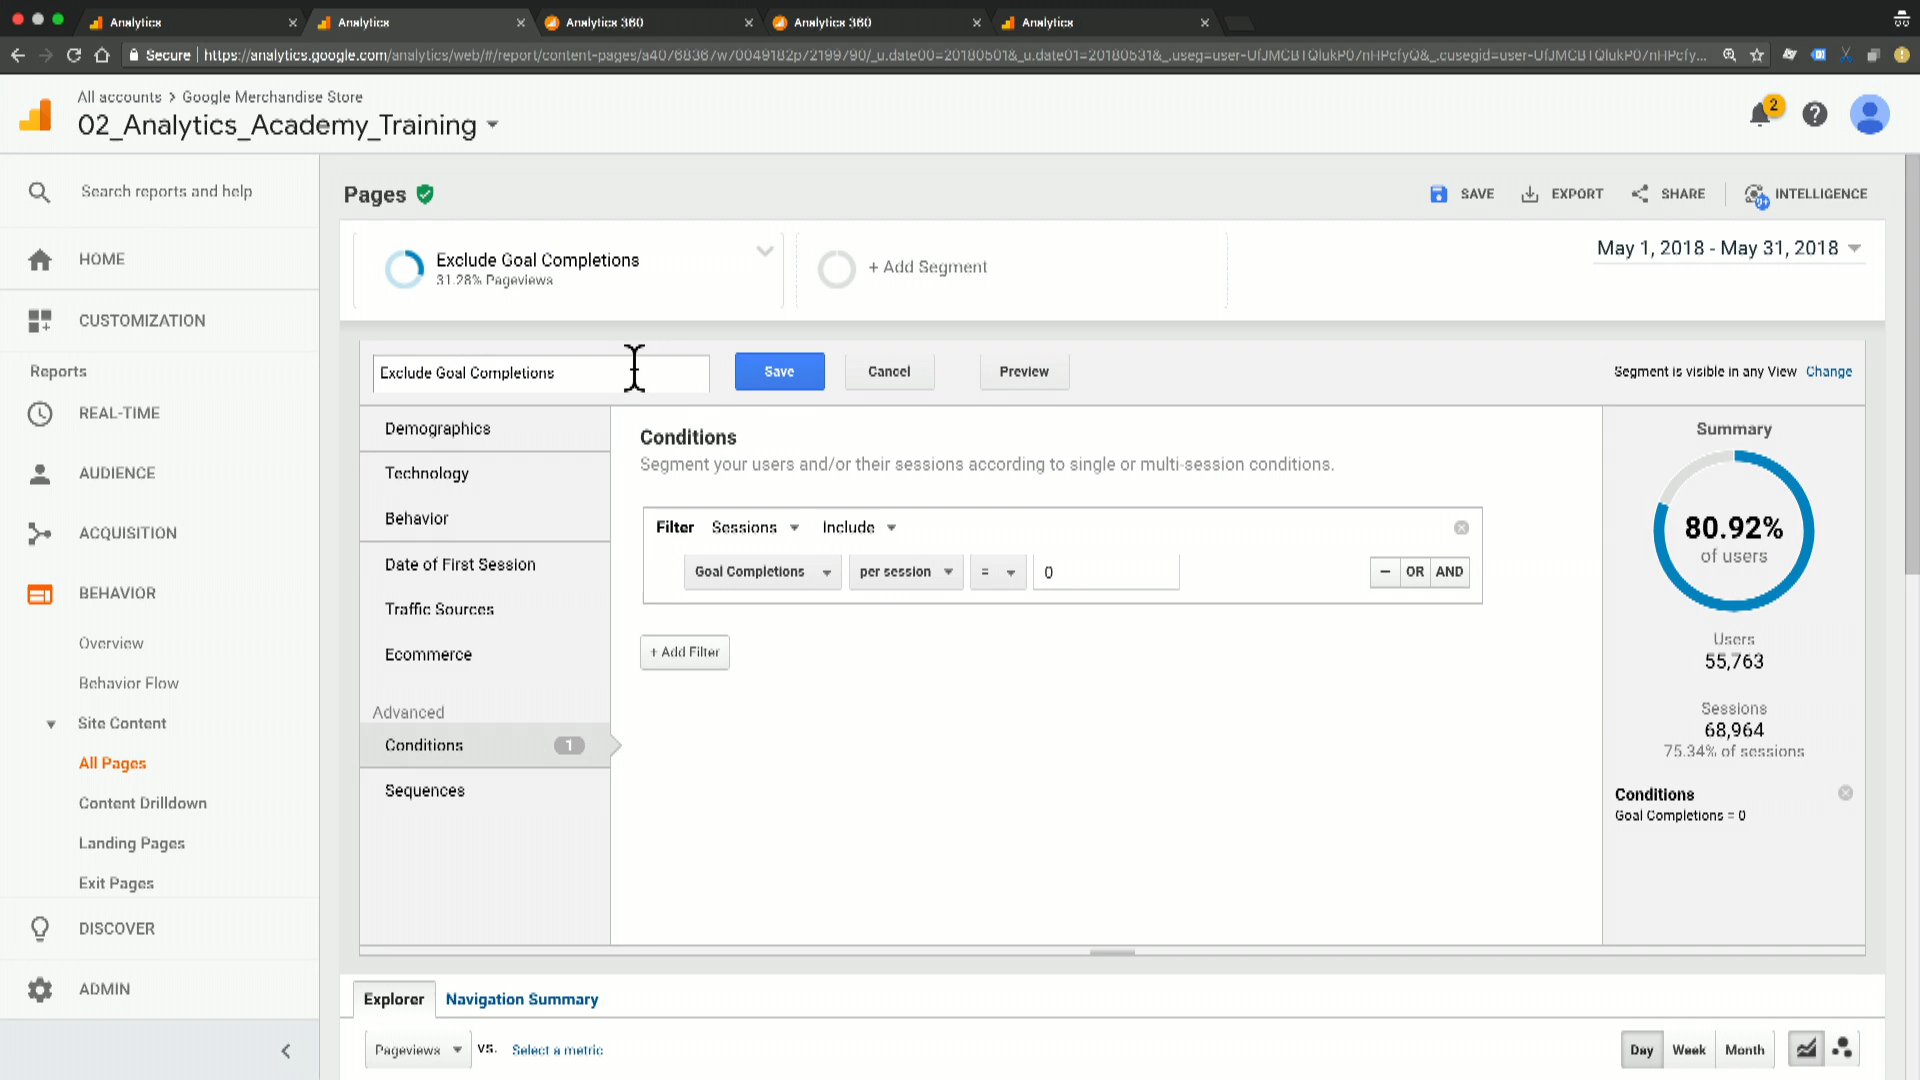 Analytics
Analytics
Analytics 360
Analytics 360
Analytics
Secure
All accounts > Google Merchandise Store
02_Analytics_Academy_Training
2
Search reports and help
HOME
CUSTOMIZATION
Reports
REAL-TIME
AUDIENCE
ACQUISITION
BEHAVIOR
Overview
Behavior Flow
Site Content
All Pages
Content Drilldown
Landing Pages
Exit Pages
DISCOVER
ADMIN
Pages
SAVE
EXPORT
SHARE
9+
INTELLIGENCE
Exclude Goal Completions
31.28% Pageviews
+ Add Segment
May 1, 2018 - May 31, 2018
Exclude Goal Completions
Save
Cancel
Preview
Segment is visible in any View Change
Demographics
Technology
Behavior
Date of First Session
Traffic Sources
Ecommerce
Advanced
Conditions 1
Sequences
Conditions
Segment your users and/or their sessions according to single or multi-session conditions.
Filter Sessions Include
Goal Completions per session = 0
− OR AND
+ Add Filter
Summary
80.92%
of users
Users
55,763
Sessions
68,964
75.34% of sessions
Conditions
Goal Completions = 0
Explorer
Navigation Summary
Pageviews VS. Select a metric
Day Week Month